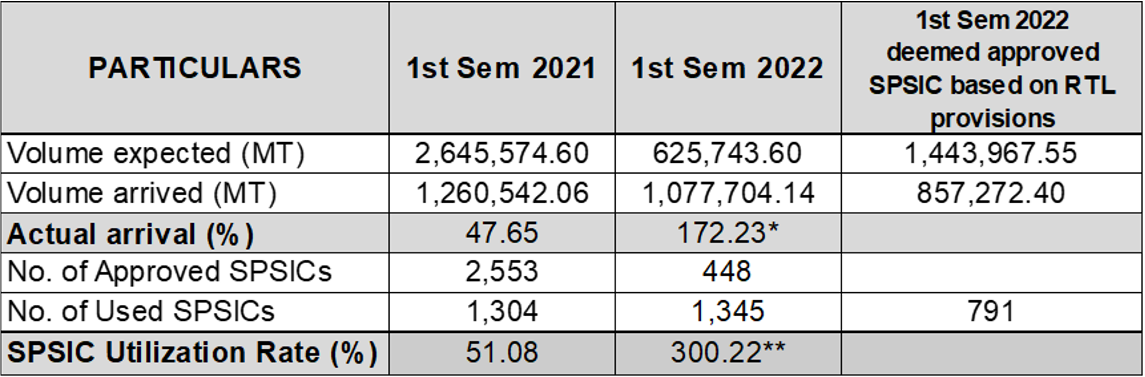 PARTICULARS 1st Sem 2021 1st Sem 2022 1st Sem 2022
deemed approved
SPSIC based on RTL
provisions
Volume expected (MT) 2,645,574.60 625,743.60 1,443,967.55
Volume arrived (MT) 1,260,542.06 1,077,704.14 857,272.40
Actual arrival (%) 47.65 172.23*
No. of Approved SPSICs 2,553 448
No. of Used SPSICs 1,304 1,345 791
SPSIC Utilization Rate (%) 51.08 300.22**